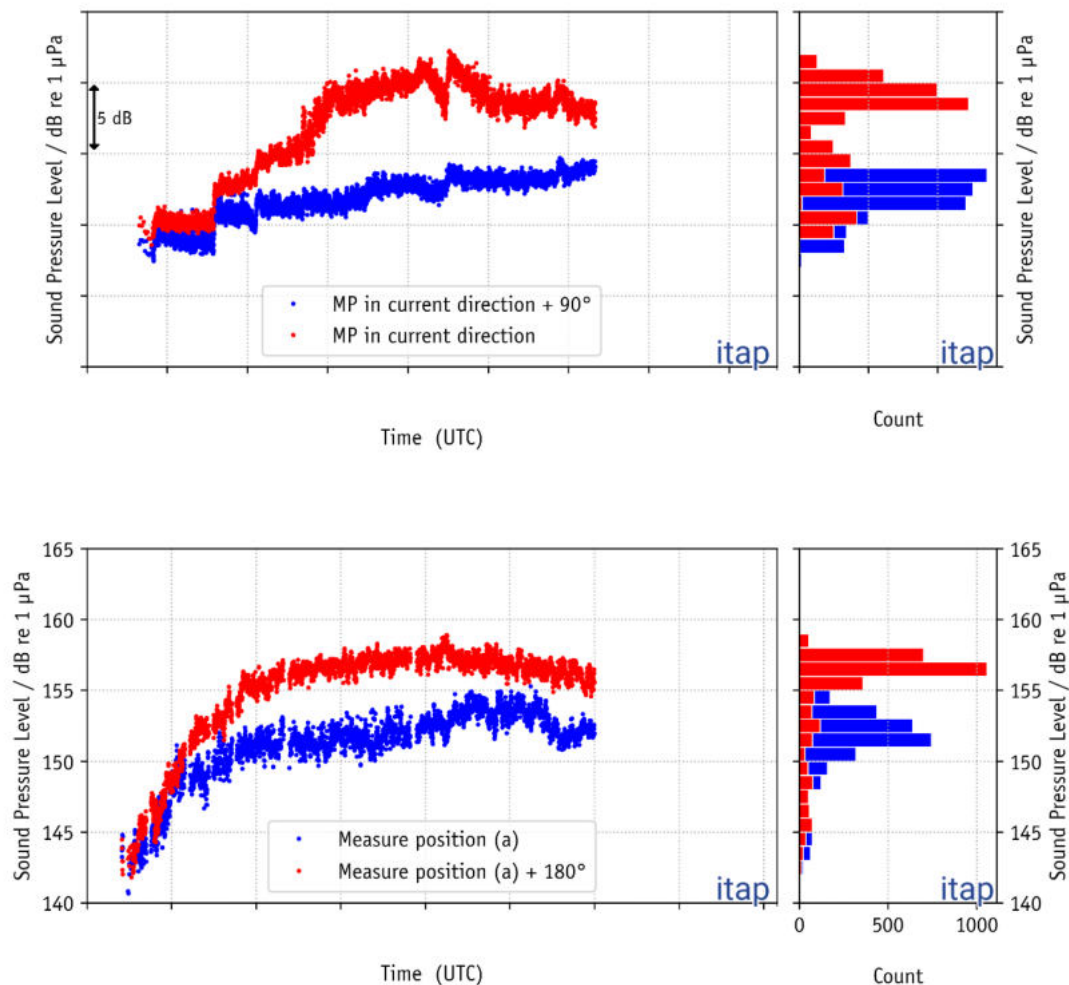 Sound Pressure Level / dB re 1 µPa
5 dB
MP in current direction + 90°
MP in current direction
itap
Time (UTC)
itap
Count
Sound Pressure Level / dB re 1 µPa
Sound Pressure Level / dB re 1 µPa
165
160
155
150
145
140
Measure position (a)
Measure position (a) + 180°
itap
Time (UTC)
itap
0
500
1000
Count
165
160
155
150
145
140
Sound Pressure Level / dB re 1 µPa